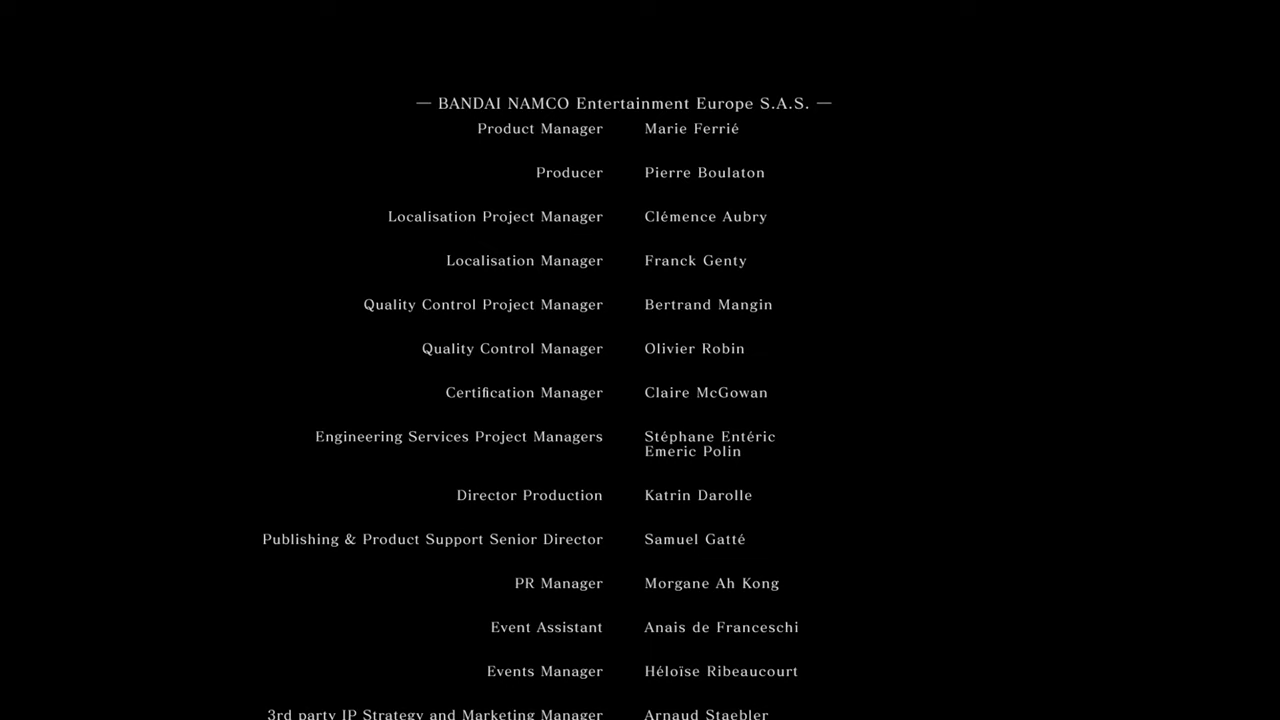 — BANDAI NAMCO Entertainment Europe S.A.S. —
Product Manager Marie Ferrié
Producer Pierre Boulaton
Localisation Project Manager Clémence Aubry
Localisation Manager Franck Genty
Quality Control Project Manager Bertrand Mangin
Quality Control Manager Olivier Robin
Certification Manager Claire McGowan
Engineering Services Project Managers Stéphane Entéric
Emeric Polin
Director Production Katrin Darolle
Publishing & Product Support Senior Director Samuel Gatté
PR Manager Morgane Ah Kong
Event Assistant Anais de Franceschi
Events Manager Héloïse Ribeaucourt
3rd party IP Strategy and Marketing Manager Arnaud Staebler